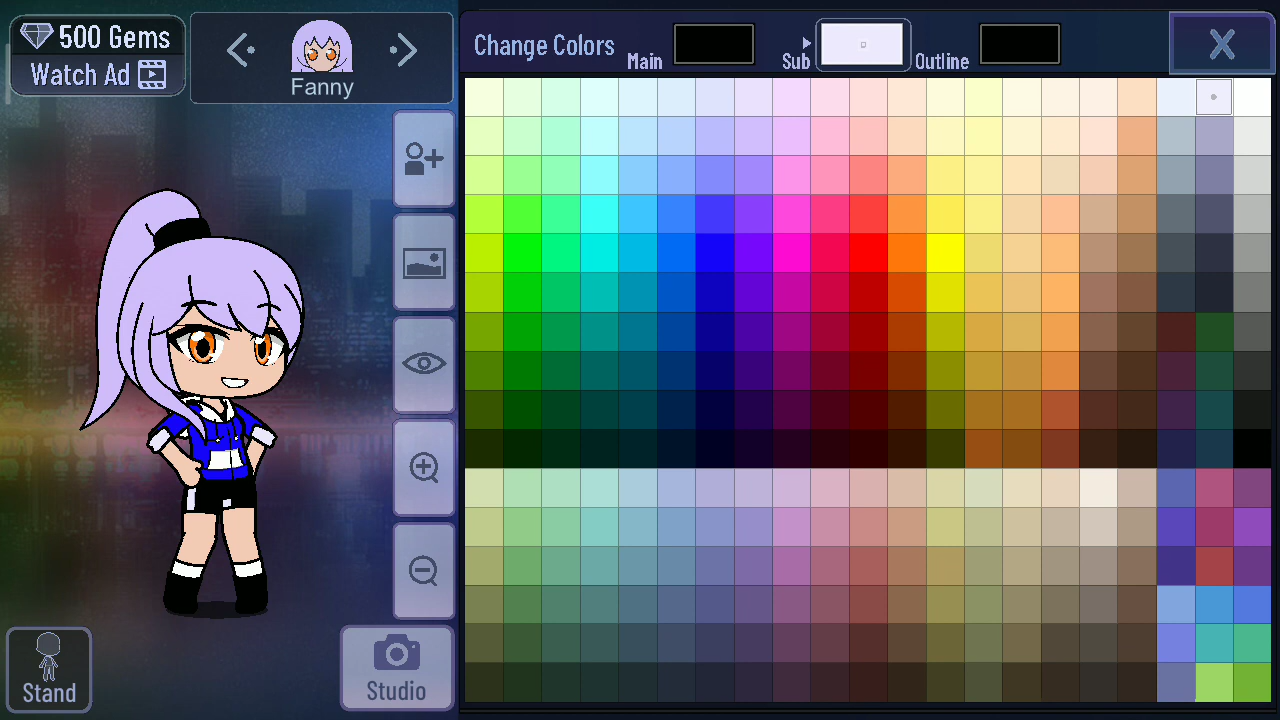 500 Gems
Watch Ad
Fanny
Change Colors
Main
Sub
Outline
X
Stand
Studio